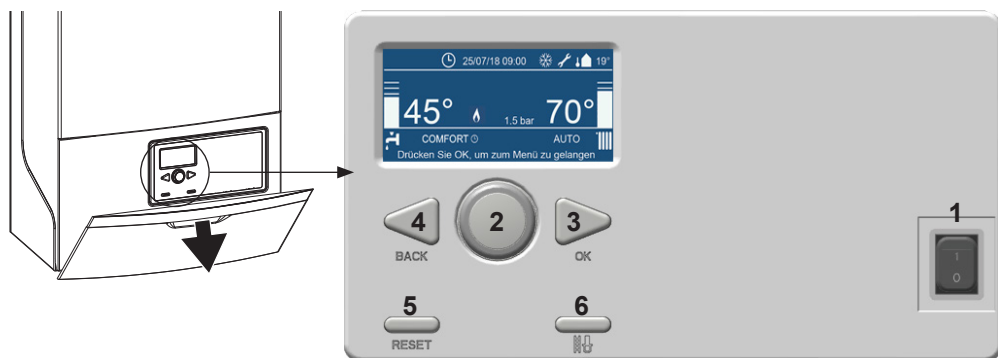 25/07/18 09:00 19°
45° 1.5 bar 70°
COMFORT AUTO
Drücken Sie OK, um zum Menü zu gelangen
1
4 2 3
BACK OK
1
0
5 6
RESET